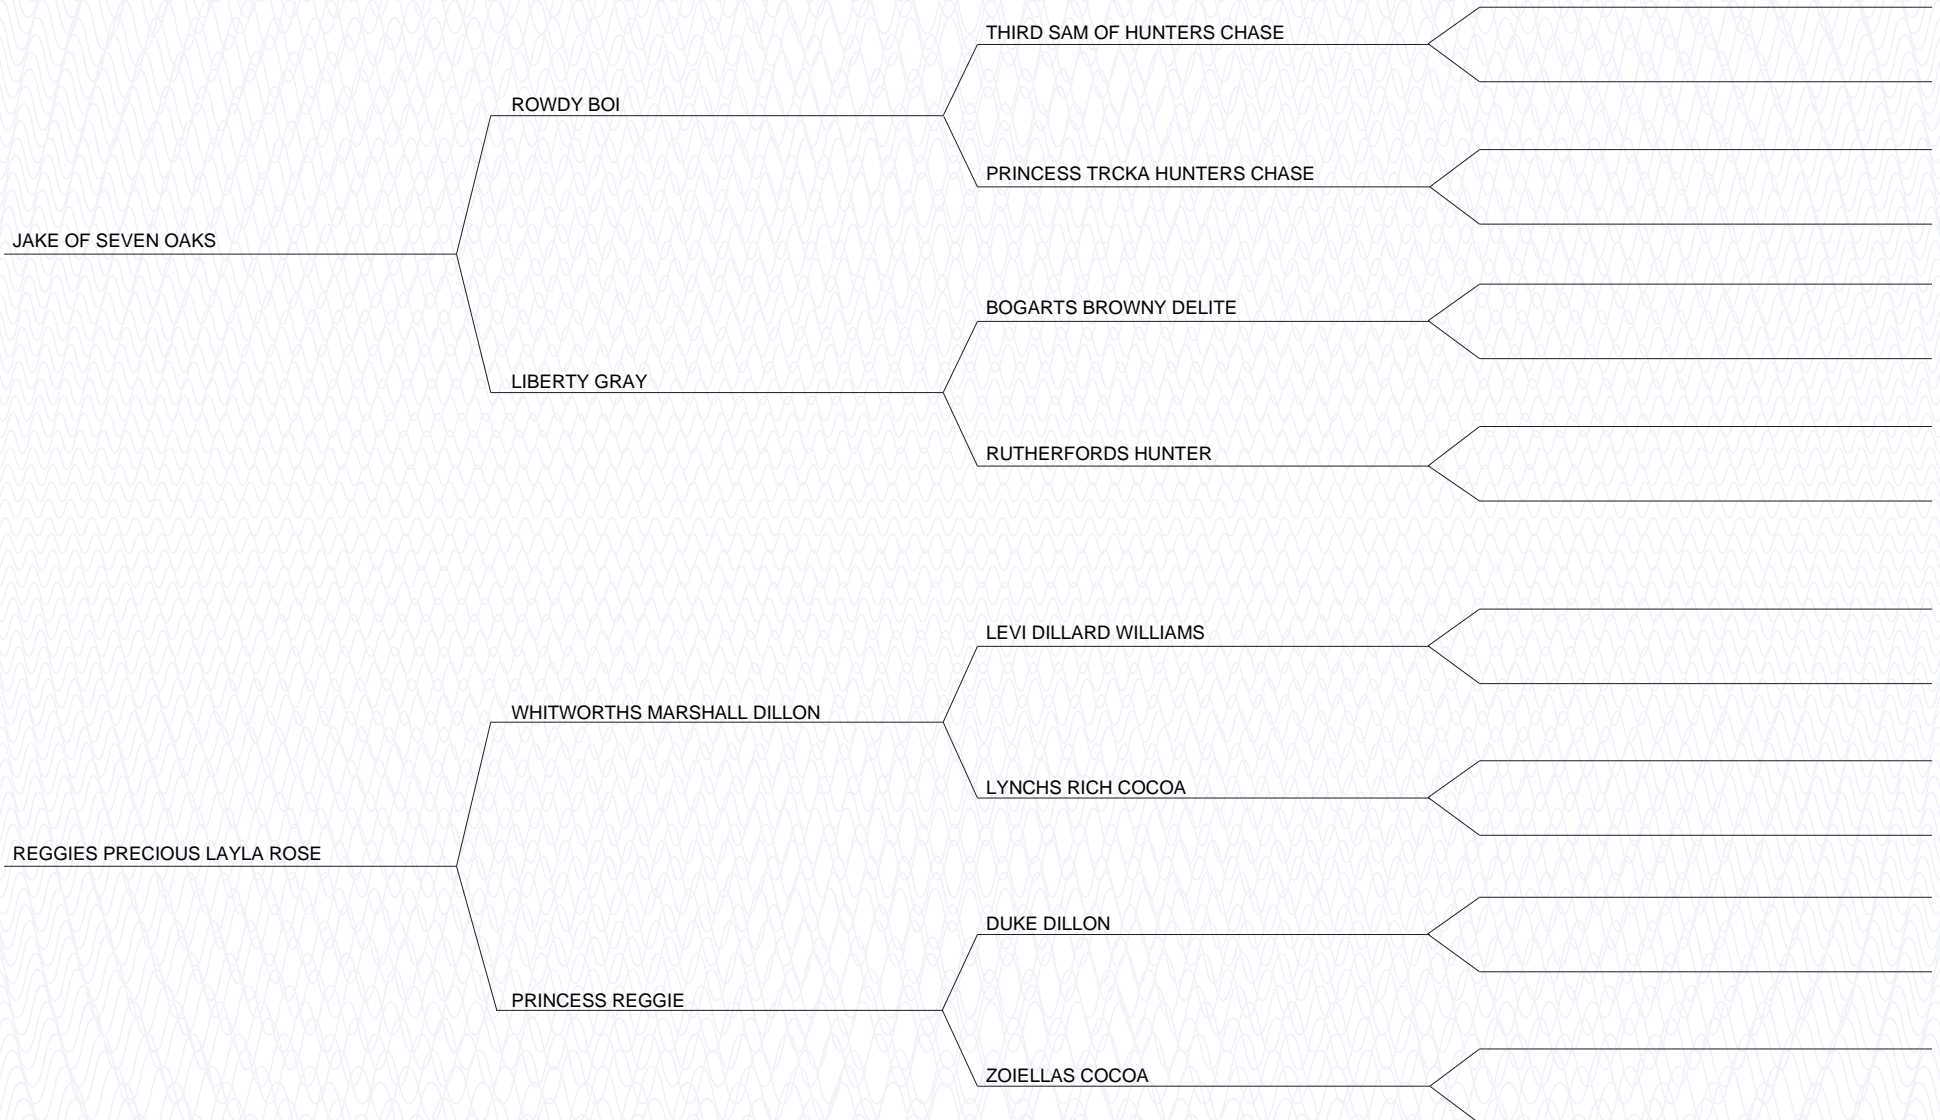 THIRD SAM OF HUNTERS CHASE
ROWDY BOI
PRINCESS TRCKA HUNTERS CHASE
JAKE OF SEVEN OAKS
BOGARTS BROWNY DELITE
LIBERTY GRAY
RUTHERFORDS HUNTER
LEVI DILLARD WILLIAMS
WHITWORTHS MARSHALL DILLON
LYNCHS RICH COCOA
REGGIES PRECIOUS LAYLA ROSE
DUKE DILLON
PRINCESS REGGIE
ZOIELLAS COCOA